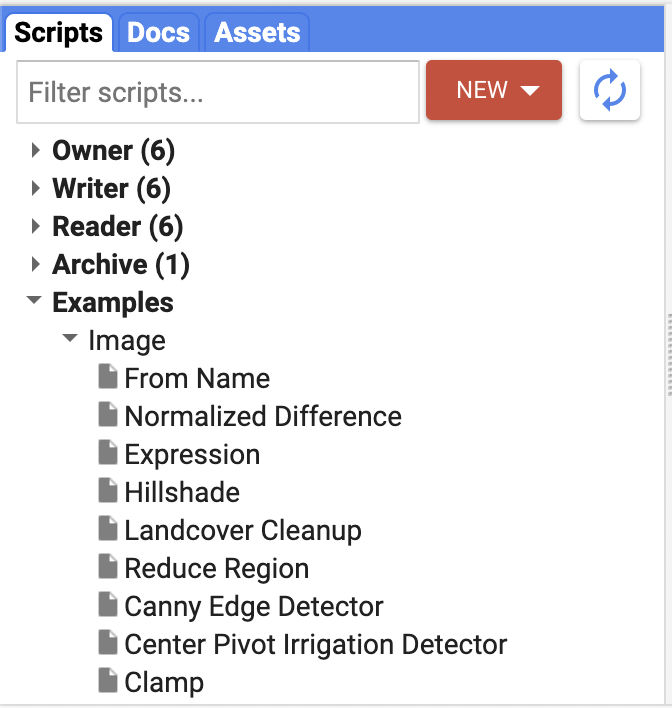 Scripts Docs Assets
Filter scripts... NEW
Owner (6)
Writer (6)
Reader (6)
Archive (1)
Examples
Image
From Name
Normalized Difference
Expression
Hillshade
Landcover Cleanup
Reduce Region
Canny Edge Detector
Center Pivot Irrigation Detector
Clamp